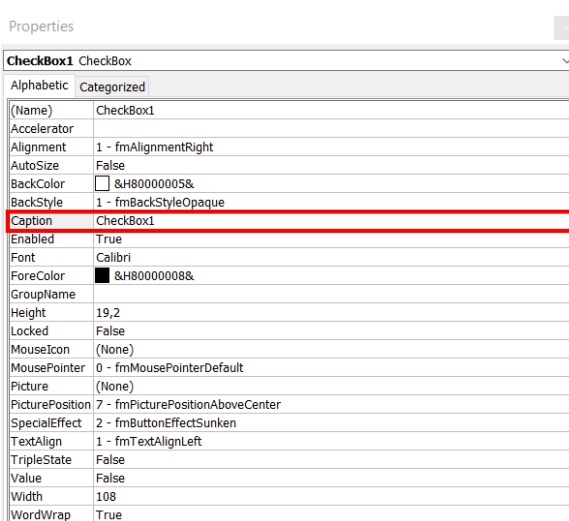 Properties
CheckBox1 CheckBox
Alphabetic Categorized
(Name) CheckBox1
Accelerator
Alignment 1 - fmAlignmentRight
AutoSize False
BackColor &H80000005&
BackStyle 1 - fmBackStyleOpaque
Caption CheckBox1
Enabled True
Font Calibri
ForeColor &H80000008&
GroupName
Height 19,2
Locked False
MouseIcon (None)
MousePointer 0 - fmMousePointerDefault
Picture (None)
PicturePosition 7 - fmPicturePositionAboveCenter
SpecialEffect 2 - fmButtonEffectSunken
TextAlign 1 - fmTextAlignLeft
TripleState False
Value False
Width 108
WordWrap True